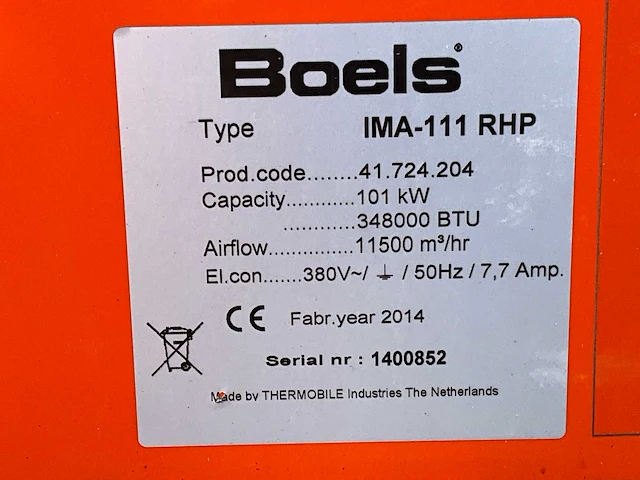 Boels®
Type IMA-111 RHP
Prod.code........41.724.204
Capacity.............101 kW
.............348000 BTU
Airflow................11500 m³/hr
El.con.......380V~/ ⏚ / 50Hz / 7,7 Amp.
CE Fabr.year 2014
Serial nr : 1400852
Made by THERMOBILE Industries The Netherlands